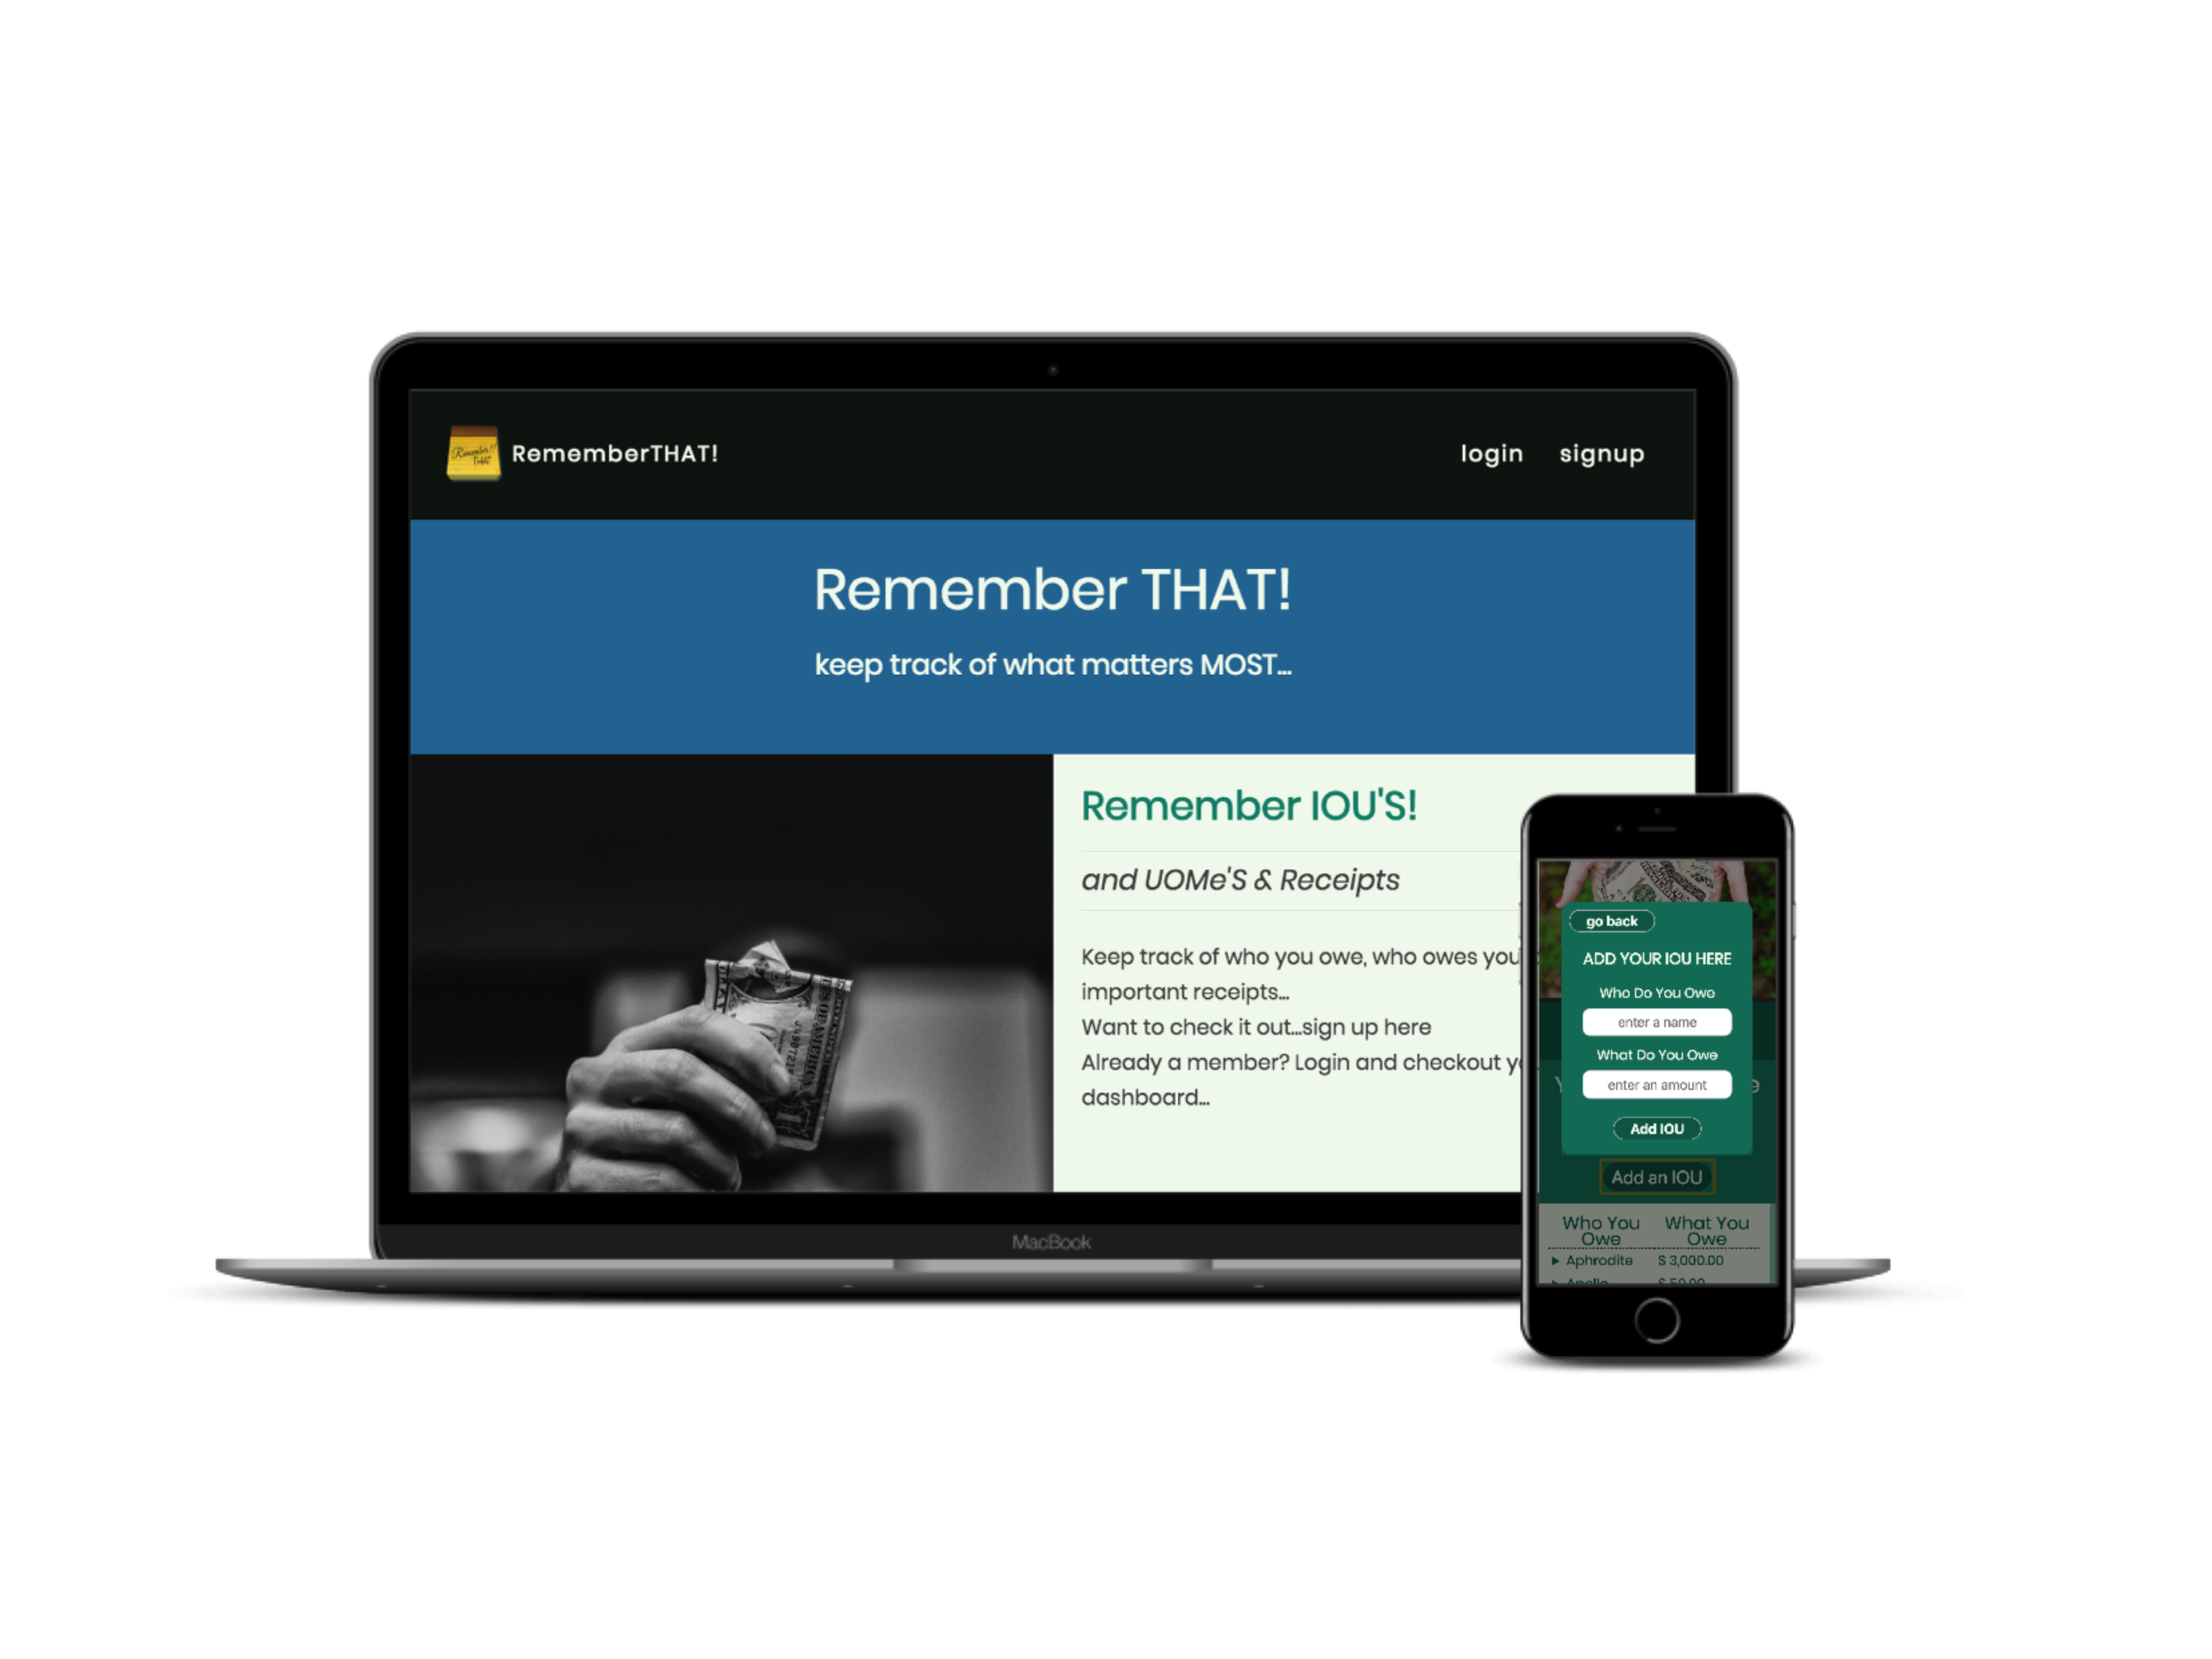 Remember!!
THAT
RememberTHAT!
login
signup
Remember THAT!
keep track of what matters MOST...
Remember IOU'S!
and UOMe'S & Receipts
Keep track of who you owe, who owes you
important receipts...
Want to check it out...sign up here
Already a member? Login and checkout y
dashboard...
MacBook
go back
ADD YOUR IOU HERE
Who Do You Owe
enter a name
What Do You Owe
enter an amount
Add IOU
Add an IOU
Who You Owe
What You Owe
▸ Aphrodite $ 3,000.00
▸ Apollo $ 50.00